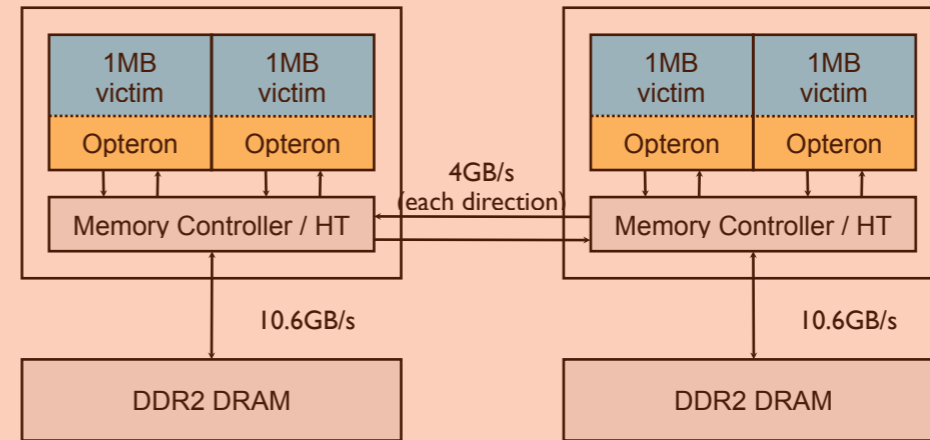 1MB
victim
1MB
victim
Opteron
Opteron
Memory Controller / HT
10.6GB/s
DDR2 DRAM
4GB/s
(each direction)
1MB
victim
1MB
victim
Opteron
Opteron
Memory Controller / HT
10.6GB/s
DDR2 DRAM